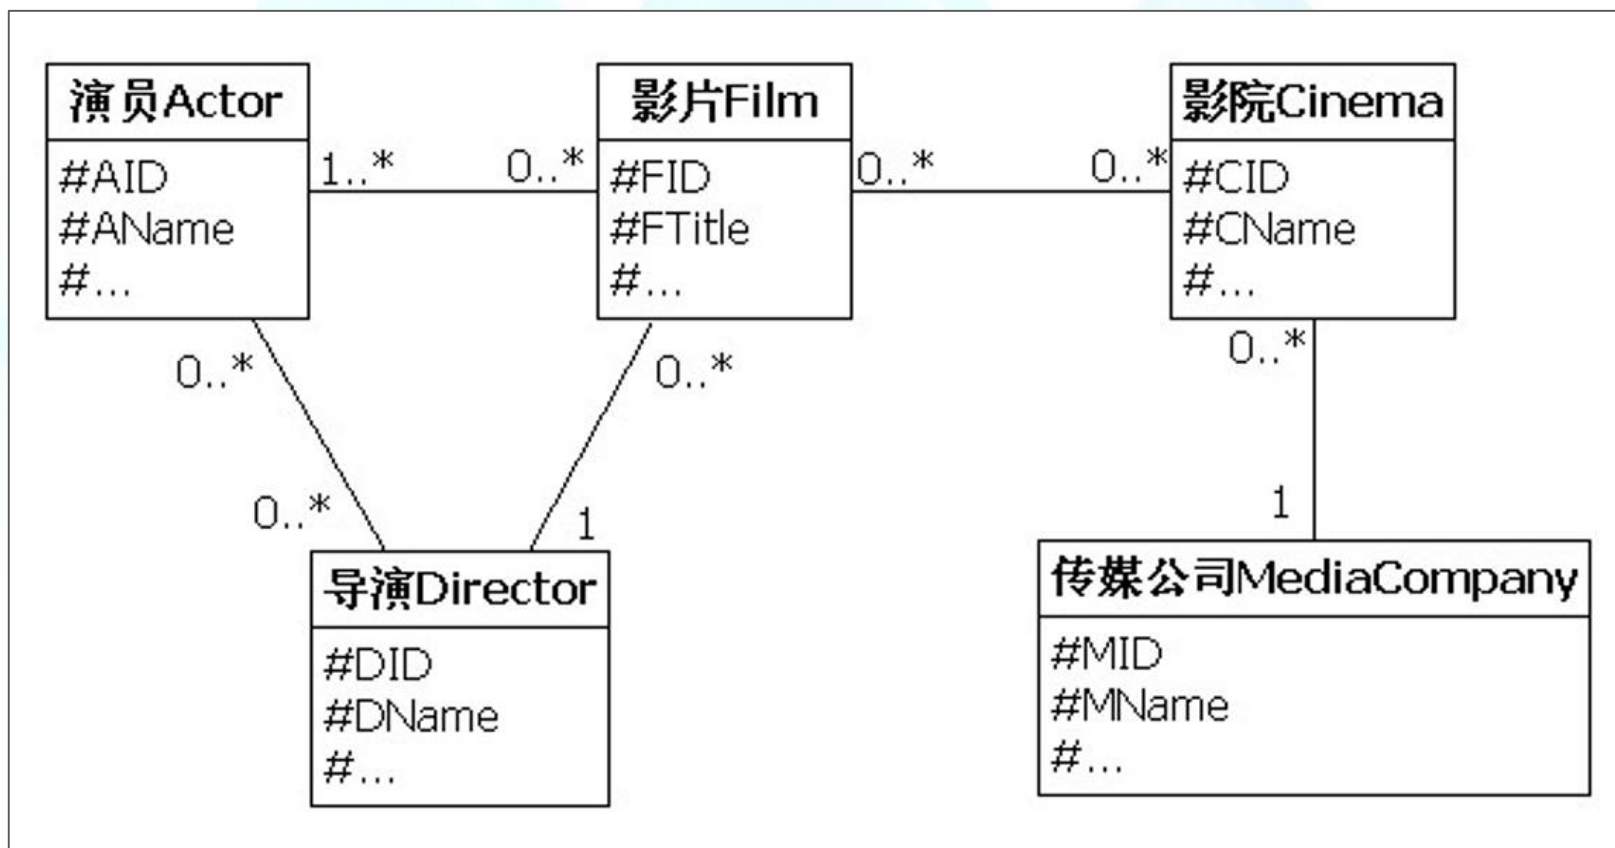 演员Actor
#AID
#AName
#...
1..*
0..*
影片Film
#FID
#FTitle
#...
0..*
0..*
影院Cinema
#CID
#CName
#...
0..*
0..*
0..*
0..*
1
1
导演Director
#DID
#DName
#...
传媒公司MediaCompany
#MID
#MName
#...